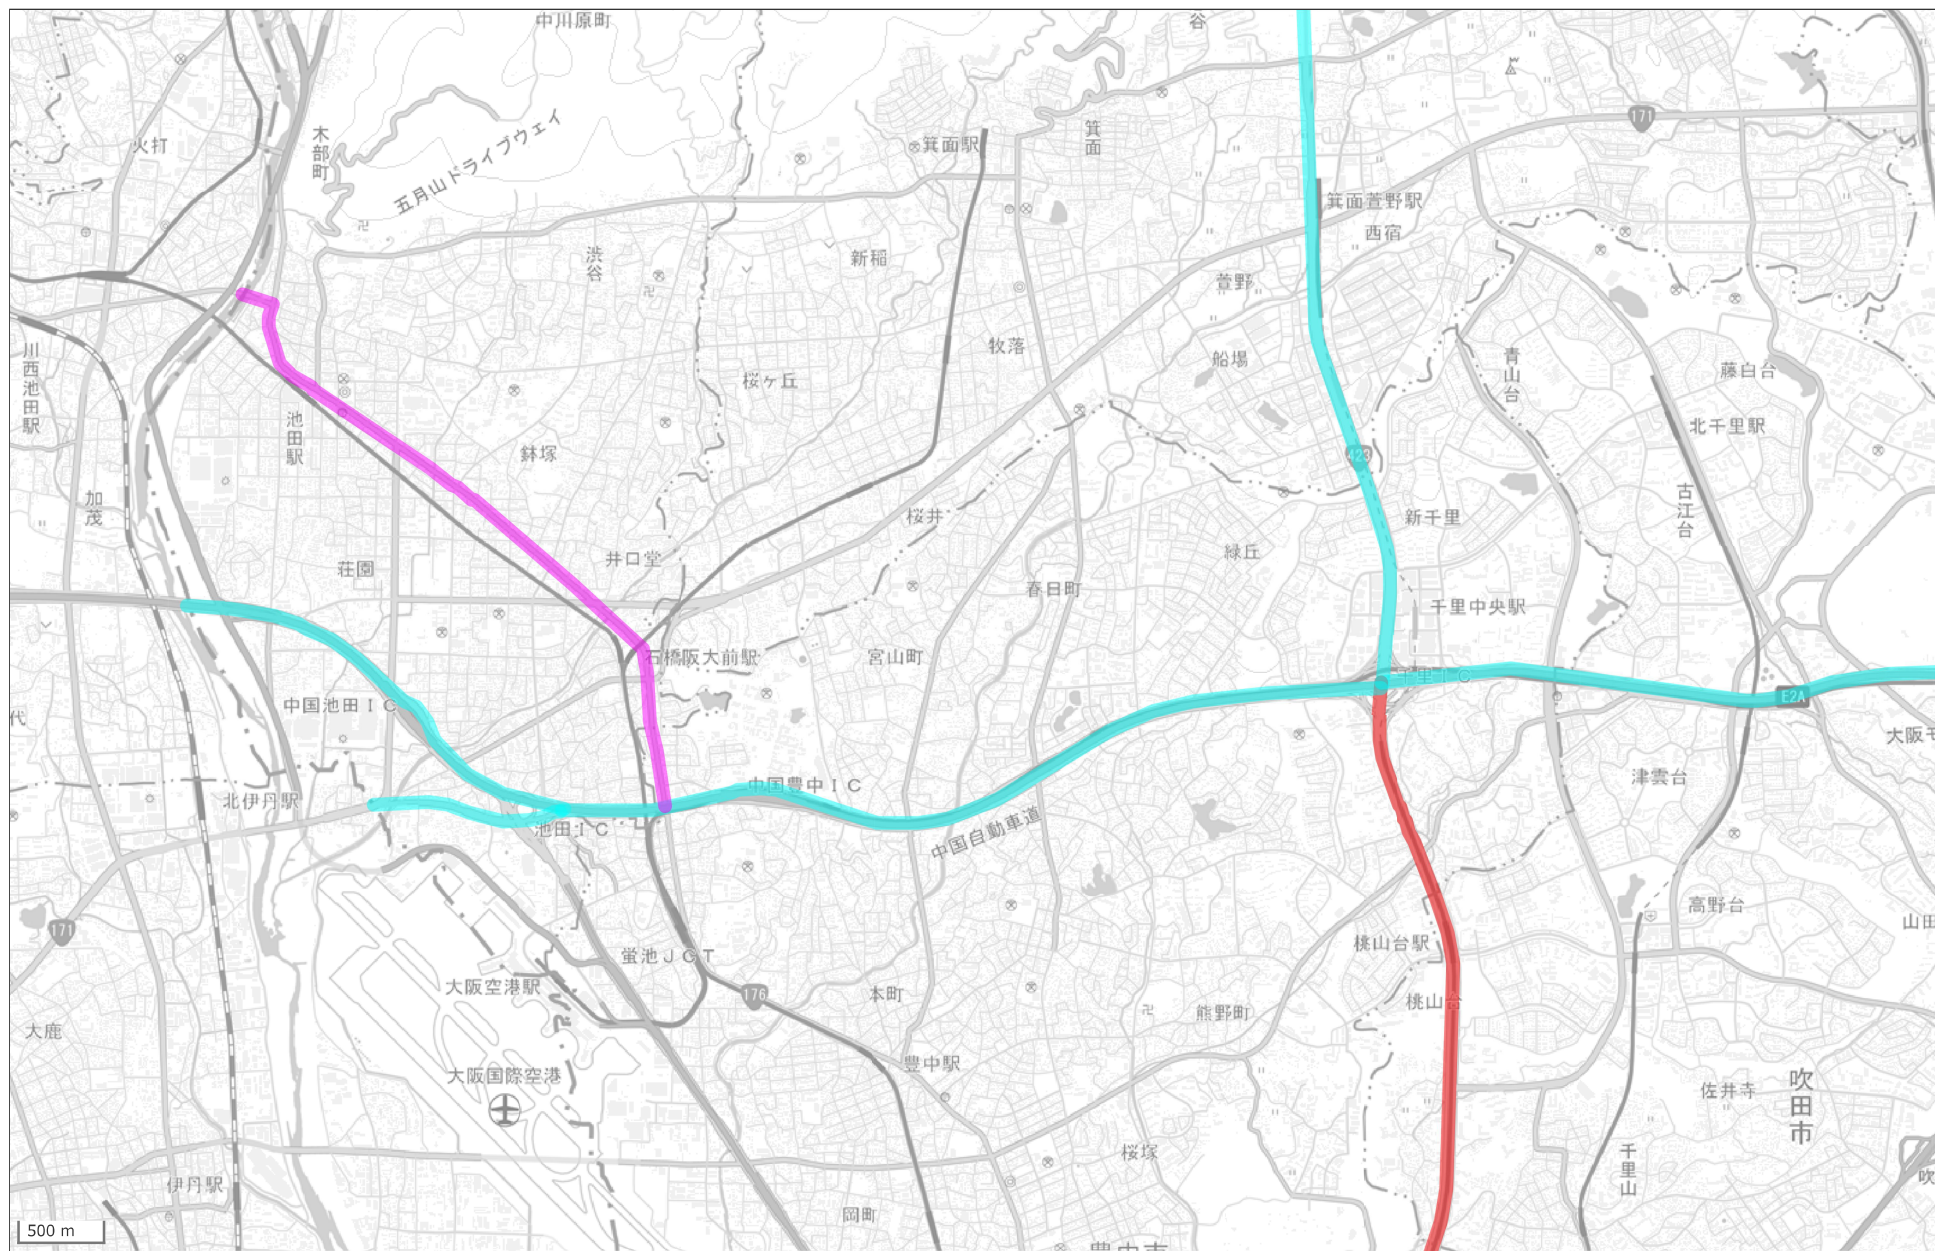 中川原町
谷
171
火打
木部町
五月山ドライブウェイ
箕面駅
箕面
箕面萱野駅
西宿
渋谷
新稲
萱野
川西池田駅
牧落
船場
青山台
藤白台
桜ヶ丘
池田駅
鉢塚
423
北千里駅
加茂
桜井
新千里
古江台
井口堂
緑丘
荘園
春日町
千里中央駅
石橋阪大前駅
宮山町
千里IC
E2A
代
中国池田IC
大阪モ
津雲台
中国豊中IC
北伊丹駅
池田IC
中国自動車道
171
高野台
山田
桃山台駅
蛍池JCT
大阪空港駅
176
本町
桃山台
熊野町
大鹿
豊中駅
大阪国際空港
吹田市
佐井寺
桜塚
千里山
吹
伊丹駅
岡町
500 m
豊中市